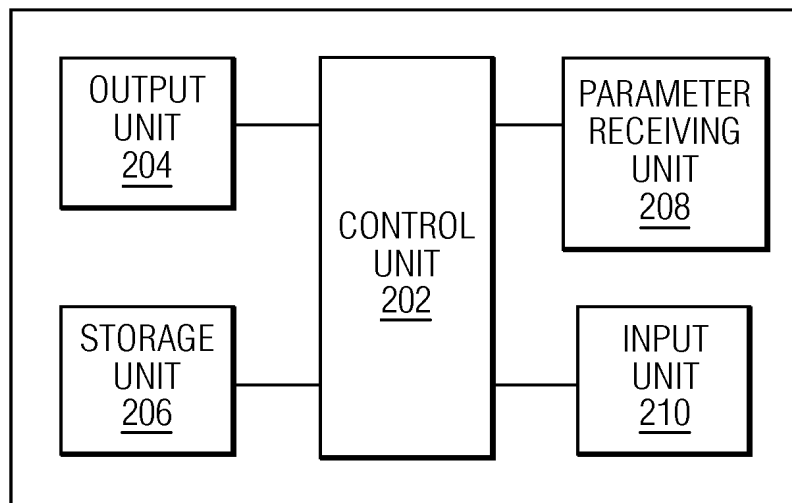 OUTPUT
UNIT
204
STORAGE
UNIT
206
CONTROL
UNIT
202
PARAMETER
RECEIVING
UNIT
208
INPUT
UNIT
210